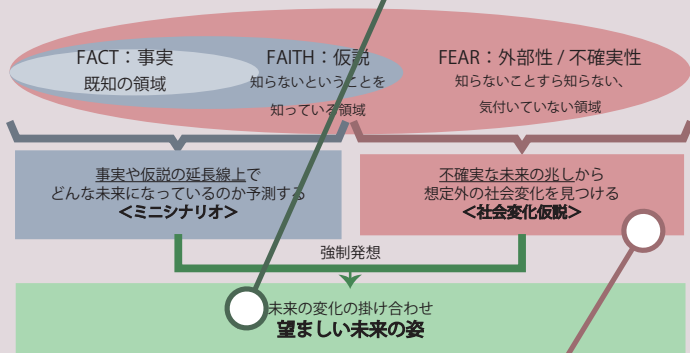 FACT：事実
既知の領域
FAITH：仮説
知らないということを
知っている領域
FEAR：外部性 / 不確実性
知らないことすら知らない、
気付いていない領域
事実や仮説の延長線上で
どんな未来になっているのか予測する
＜ミニシナリオ＞
不確実な未来の兆しから
想定外の社会変化を見つける
＜社会変化仮説＞
強制発想
未来の変化の掛け合わせ
望ましい未来の姿